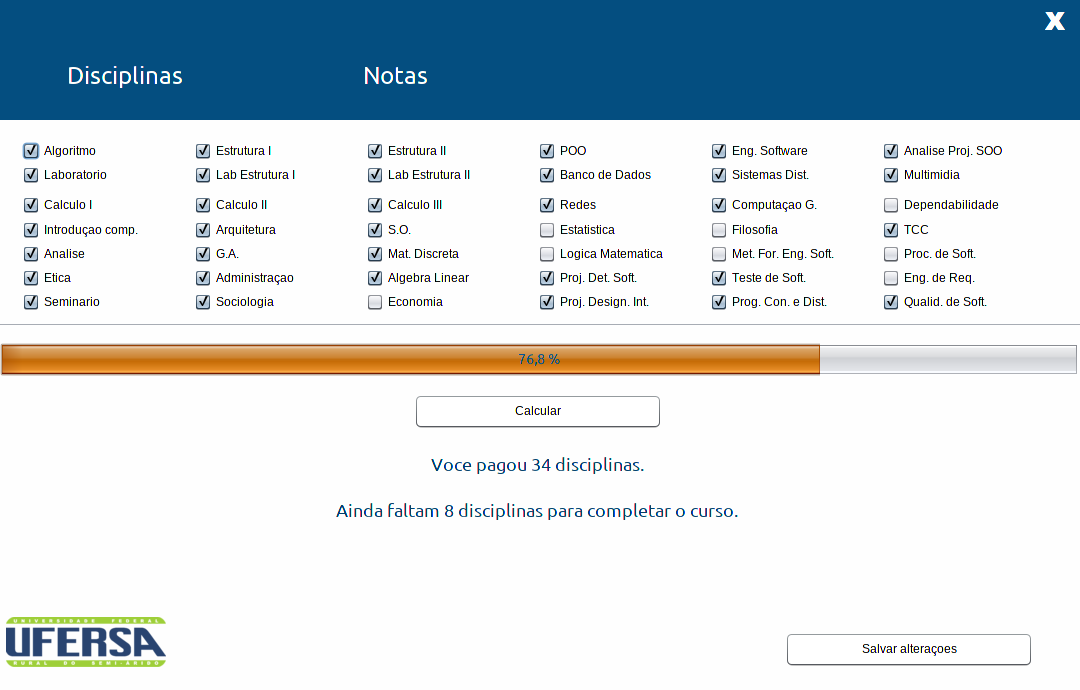 X
Disciplinas Notas
Algoritmo Estrutura I Estrutura II POO Eng. Software Analise Proj. SOO
Laboratorio Lab Estrutura I Lab Estrutura II Banco de Dados Sistemas Dist. Multimidia
Calculo I Calculo II Calculo III Redes Computaçao G. Dependabilidade
Introduçao comp. Arquitetura S.O. Estatistica Filosofia TCC
Analise G.A. Mat. Discreta Logica Matematica Met. For. Eng. Soft. Proc. de Soft.
Etica Administraçao Algebra Linear Proj. Det. Soft. Teste de Soft. Eng. de Req.
Seminario Sociologia Economia Proj. Design. Int. Prog. Con. e Dist. Qualid. de Soft.
76,8 %
Calcular
Voce pagou 34 disciplinas.
Ainda faltam 8 disciplinas para completar o curso.
UNIVERSIDADE FEDERAL
UFERSA
RURAL DO SEMI-ÁRIDO
Salvar alteraçoes